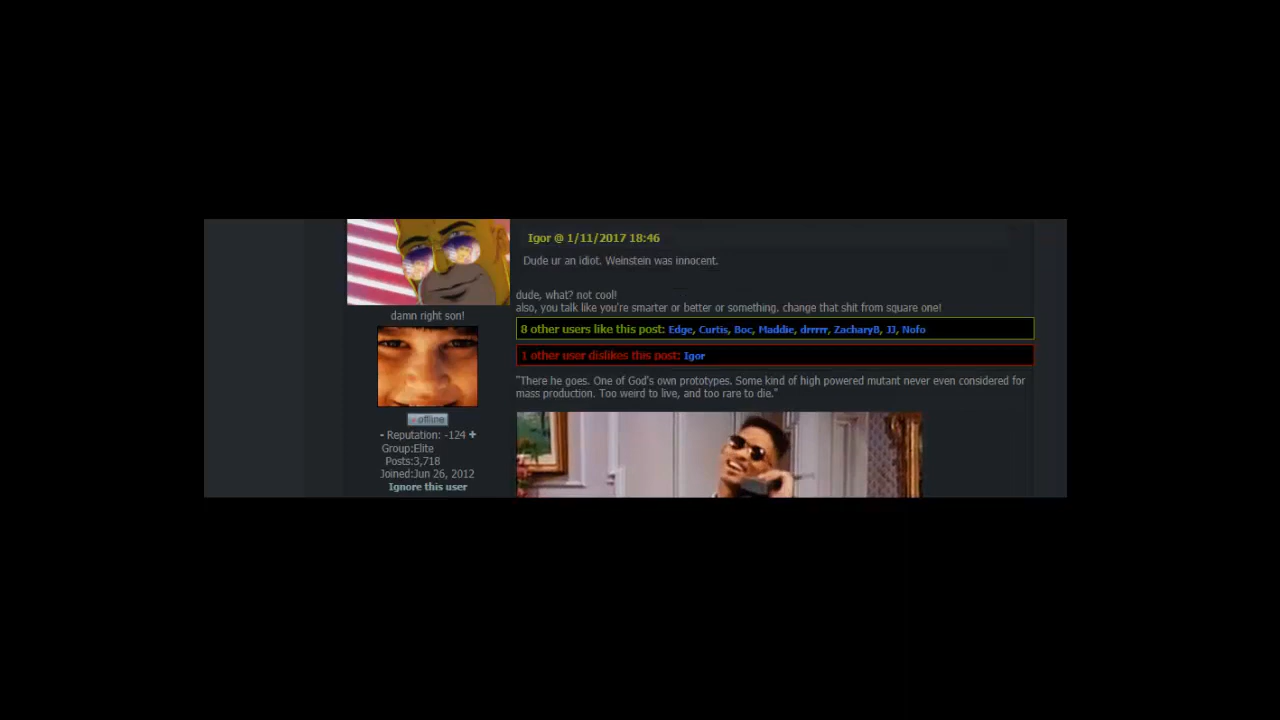 Igor @ 1/11/2017 18:46
Dude ur an idiot. Weinstein was innocent.
dude, what? not cool!
also, you talk like you're smarter or better or something. change that shit from square one!
8 other users like this post: Edge, Curtis, Boc, Maddie, drrrrr, ZacharyB, JJ, Nofo
1 other user dislikes this post: Igor
"There he goes. One of God's own prototypes. Some kind of high powered mutant never even considered for
mass production. Too weird to live, and too rare to die."
damn right son!
offline
- Reputation: -124 +
Group:Elite
Posts:3,718
Joined:Jun 26, 2012
Ignore this user